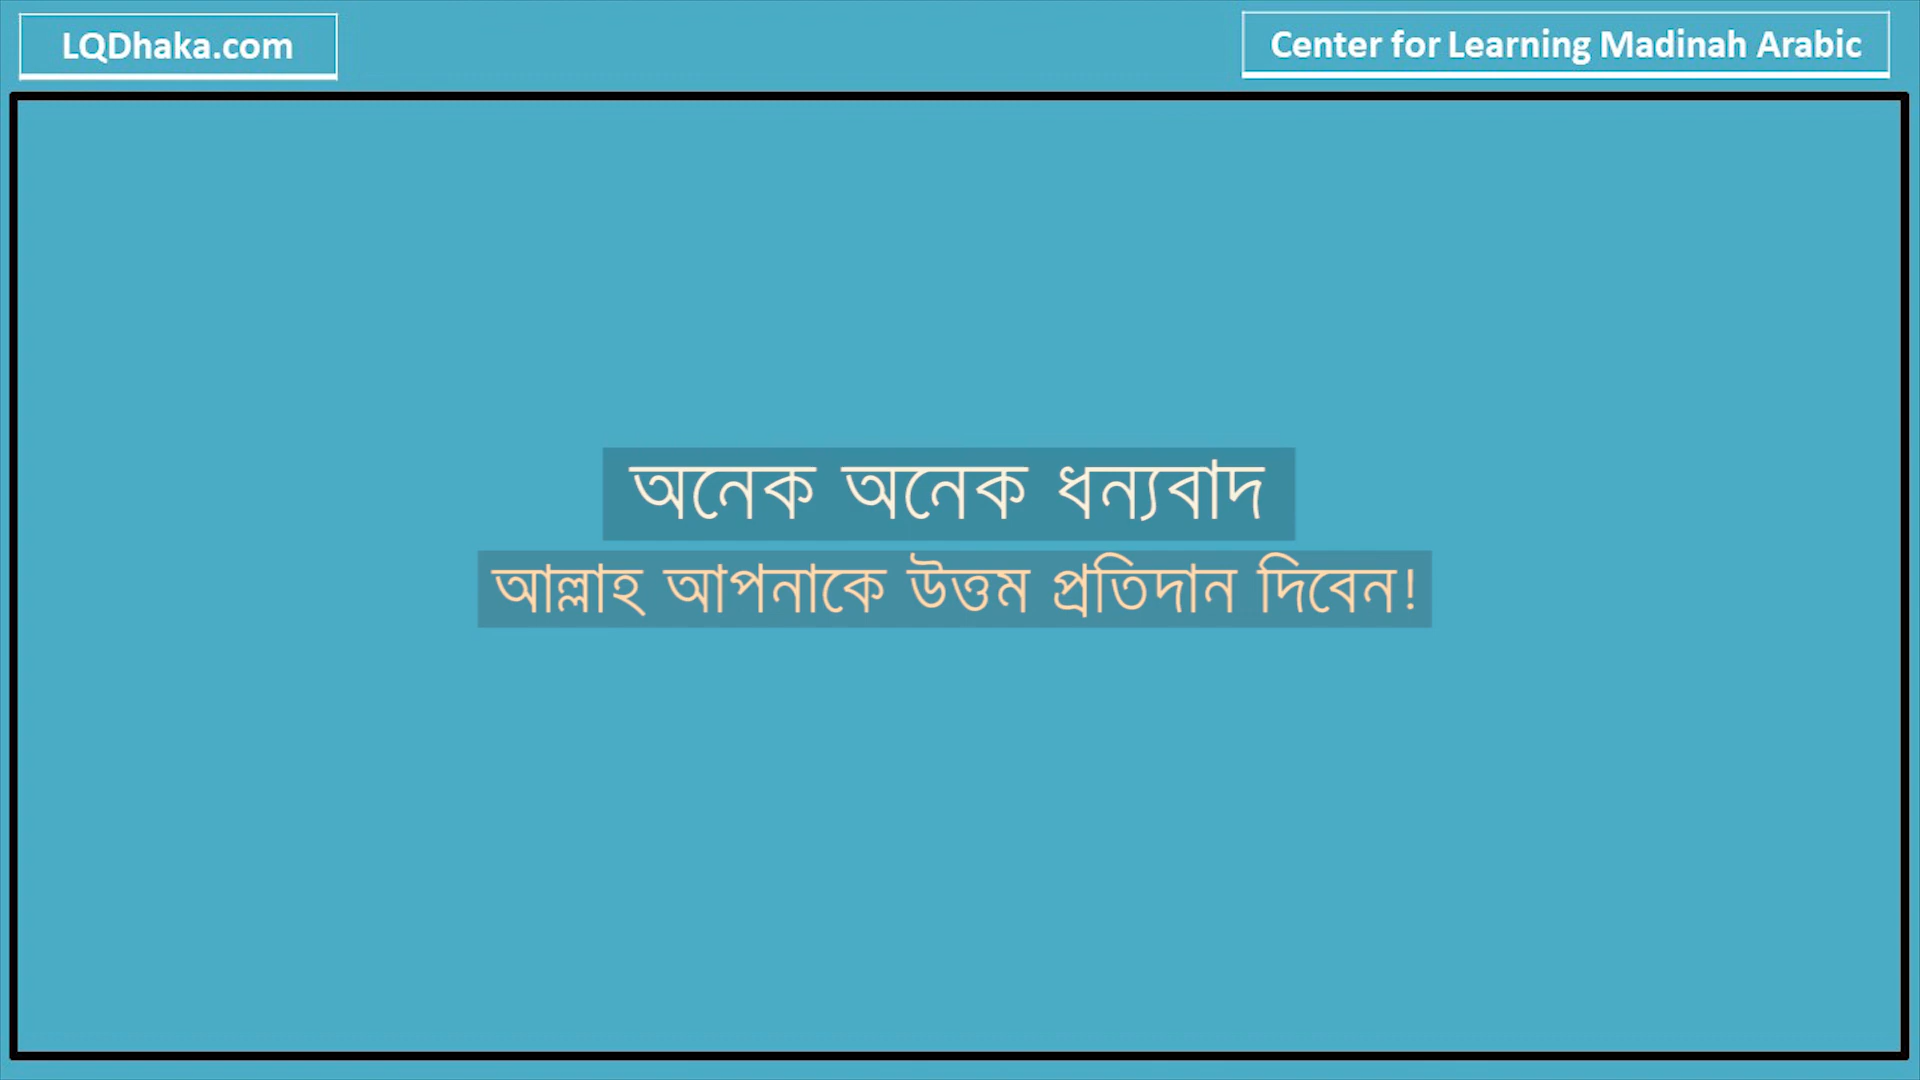 LQDhaka.com
Center for Learning Madinah Arabic
অনেক অনেক ধন্যবাদ
আল্লাহ আপনাকে উত্তম প্রতিদান দিবেন!